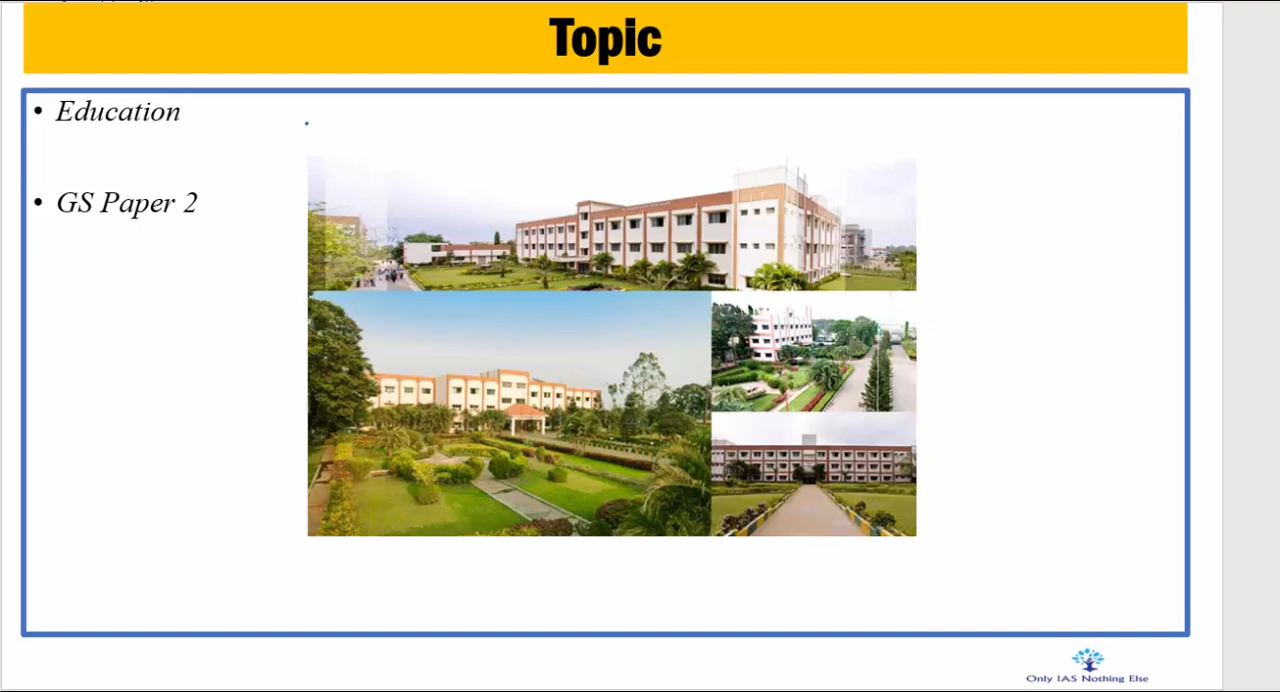 Topic
• Education
• GS Paper 2
Only IAS Nothing Else